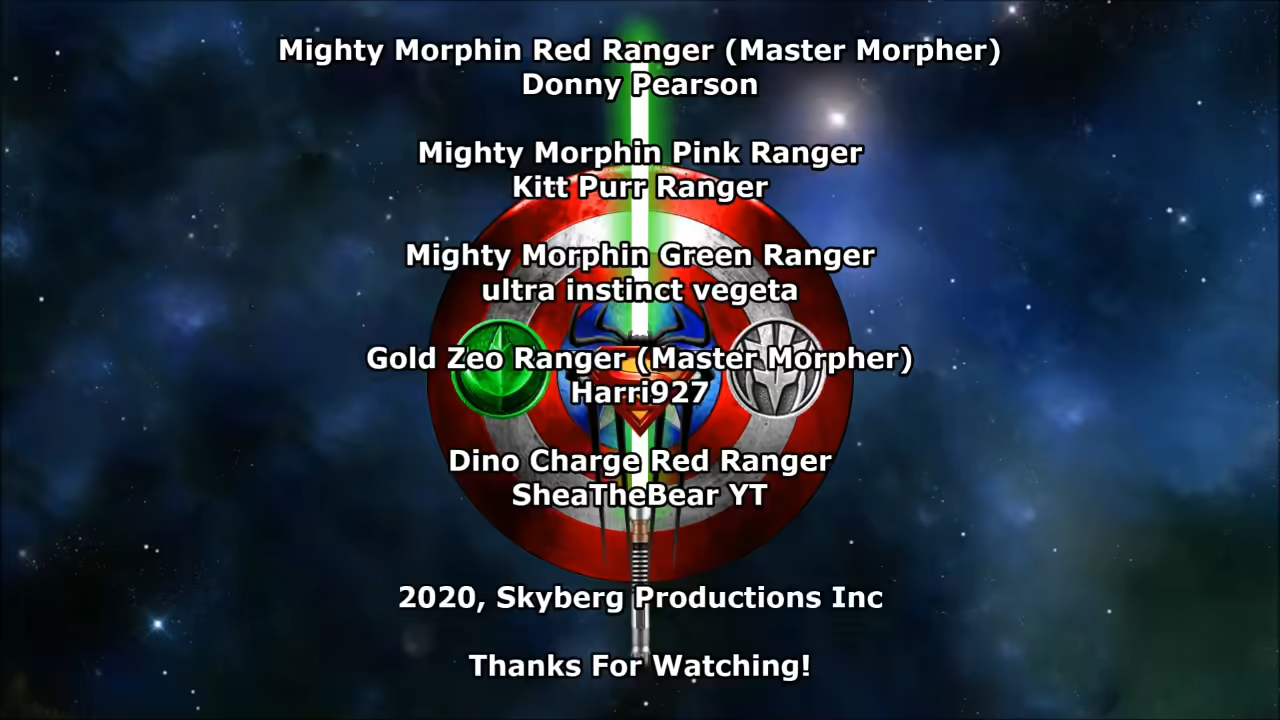 Mighty Morphin Red Ranger (Master Morpher)
Donny Pearson
Mighty Morphin Pink Ranger
Kitt Purr Ranger
Mighty Morphin Green Ranger
ultra instinct vegeta
Gold Zeo Ranger (Master Morpher)
Harri927
Dino Charge Red Ranger
SheaTheBear YT
2020, Skyberg Productions Inc
Thanks For Watching!